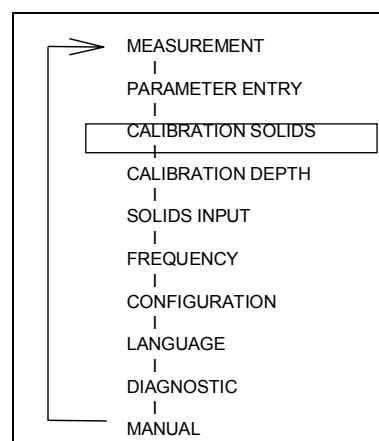 MEASUREMENT
PARAMETER ENTRY
CALIBRATION SOLIDS
CALIBRATION DEPTH
SOLIDS INPUT
FREQUENCY
CONFIGURATION
LANGUAGE
DIAGNOSTIC
MANUAL